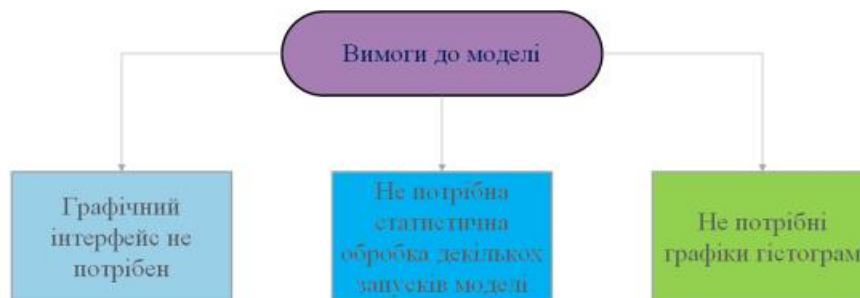 Вимоги до моделі
Графічний
інтерфейс не
потрібен
Не потрібна
статистична
обробка декількох
запусків моделі
Не потрібні
графіки гістограм